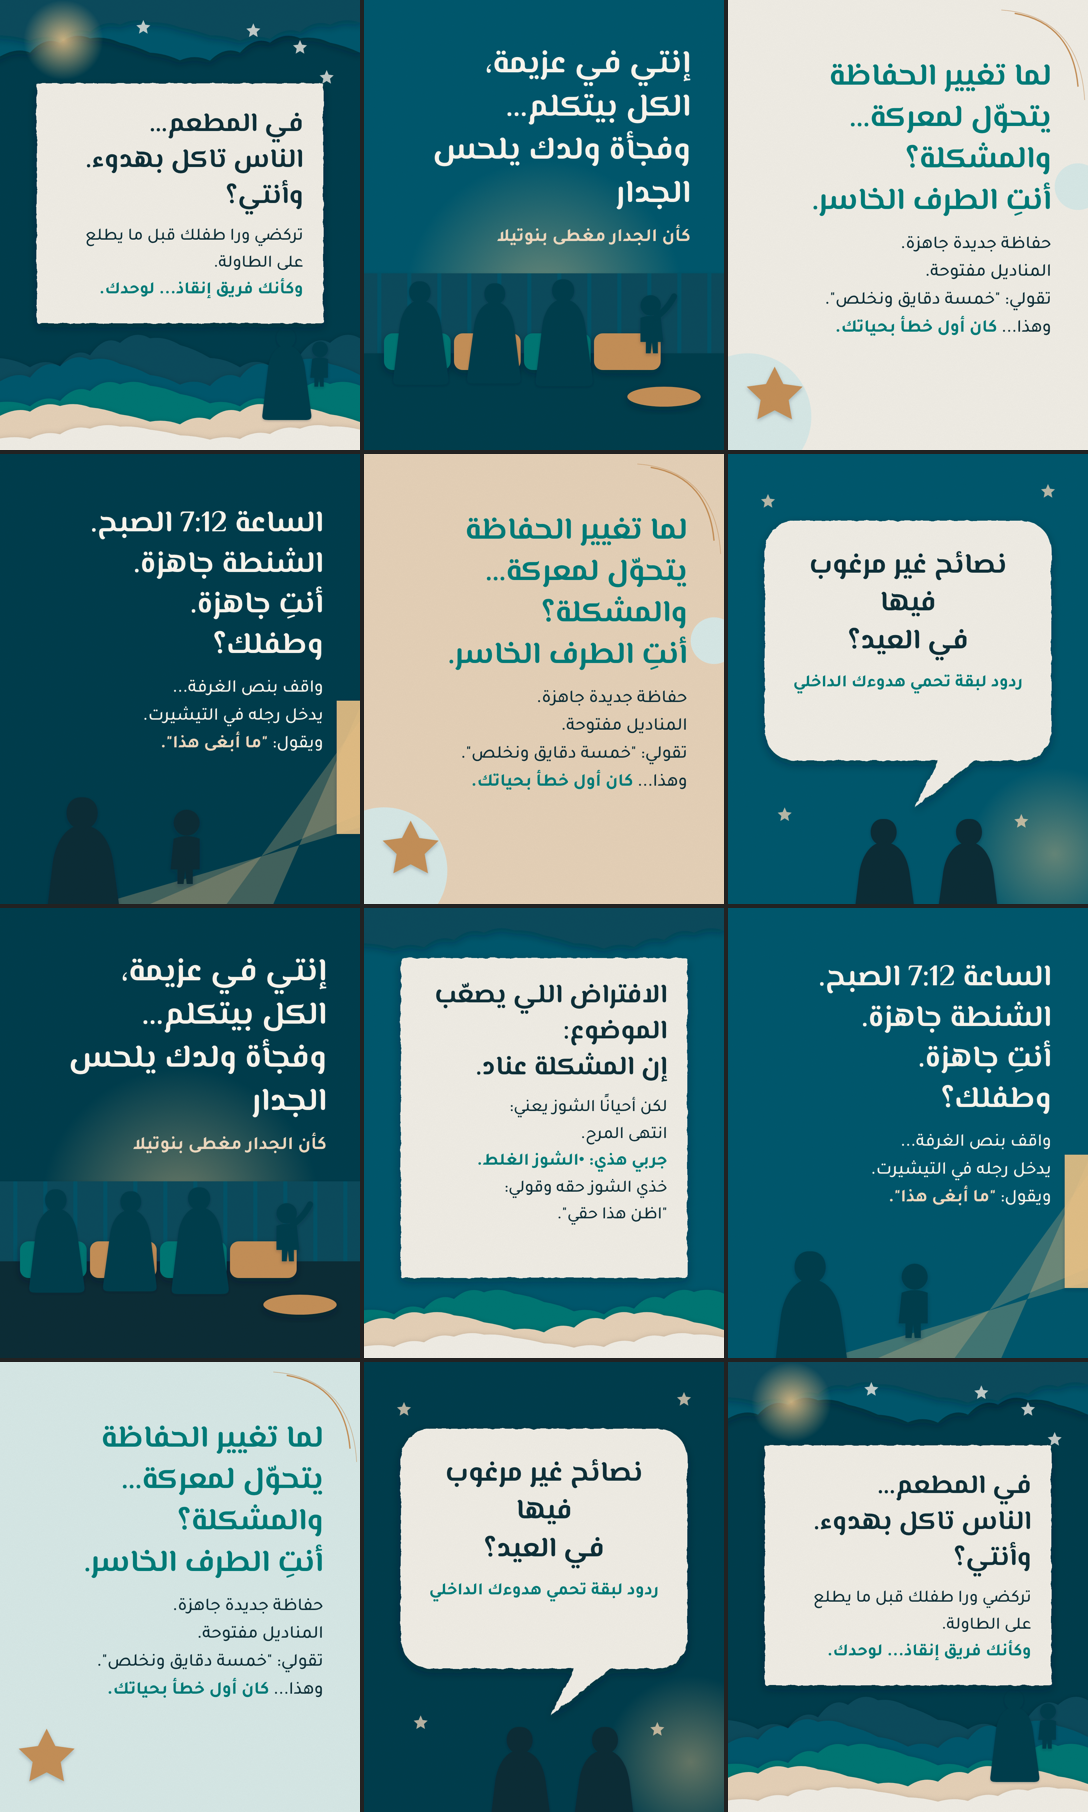 لما تغيير الحفاظة
يتحوّل لمعركة...
والمشكلة؟
أنتِ الطرف الخاسر.
حفاظة جديدة جاهزة.
المناديل مفتوحة.
تقولي: "خمسة دقايق ونخلص".
وهذا... كان أول خطأ بحياتك.
إنتي في عزيمة،
الكل بيتكلم...
وفجأة ولدك يلحس
الجدار
كأن الجدار مغطى بنوتيلا
في المطعم...
الناس تاكل بهدوء.
وأنتي؟
تركضي ورا طفلك قبل ما يطلع
على الطاولة.
وكأنك فريق إنقاذ... لوحدك.
نصائح غير مرغوب
فيها
في العيد؟
ردود لبقة تحمي هدوءك الداخلي
لما تغيير الحفاظة
يتحوّل لمعركة...
والمشكلة؟
أنتِ الطرف الخاسر.
حفاظة جديدة جاهزة.
المناديل مفتوحة.
تقولي: "خمسة دقايق ونخلص".
وهذا... كان أول خطأ بحياتك.
الساعة 7:12 الصبح.
الشنطة جاهزة.
أنتِ جاهزة.
وطفلك؟
واقف بنص الغرفة...
يدخل رجله في التيشيرت.
ويقول: "ما أبغى هذا".
الساعة 7:12 الصبح.
الشنطة جاهزة.
أنتِ جاهزة.
وطفلك؟
واقف بنص الغرفة...
يدخل رجله في التيشيرت.
ويقول: "ما أبغى هذا".
الافتراض اللي يصعّب
الموضوع:
إن المشكلة عناد.
لكن أحيانًا الشوز يعني:
انتهى المرح.
جربي هذي: •الشوز الغلط.
خذي الشوز حقه وقولي:
"اظن هذا حقي".
إنتي في عزيمة،
الكل بيتكلم...
وفجأة ولدك يلحس
الجدار
كأن الجدار مغطى بنوتيلا
في المطعم...
الناس تاكل بهدوء.
وأنتي؟
تركضي ورا طفلك قبل ما يطلع
على الطاولة.
وكأنك فريق إنقاذ... لوحدك.
نصائح غير مرغوب
فيها
في العيد؟
ردود لبقة تحمي هدوءك الداخلي
لما تغيير الحفاظة
يتحوّل لمعركة...
والمشكلة؟
أنتِ الطرف الخاسر.
حفاظة جديدة جاهزة.
المناديل مفتوحة.
تقولي: "خمسة دقايق ونخلص".
وهذا... كان أول خطأ بحياتك.